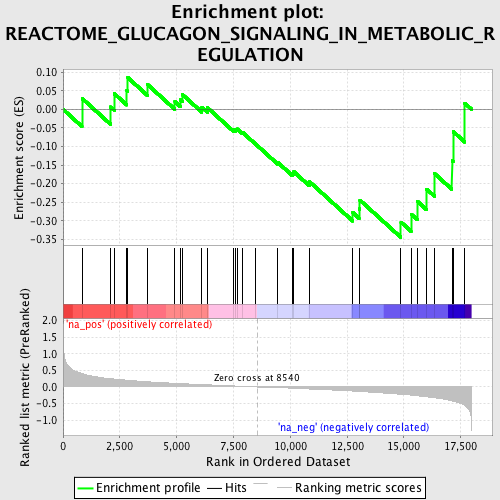 Enrichment plot:
REACTOME_GLUCAGON_SIGNALING_IN_METABOLIC_R
EGULATION
Enrichment score (ES)
0.10
0.05
0.00
-0.05
-0.10
-0.15
-0.20
-0.25
-0.30
-0.35
'na_pos' (positively correlated)
Ranked list metric (PreRanked)
2.0
1.5
1.0
0.5
0.0
-0.5
-1.0
Zero cross at 8540
'na_neg' (negatively correlated)
0
2,500
5,000
7,500
10,000
12,500
15,000
17,500
Rank in Ordered Dataset
Enrichment profile
Hits
Ranking metric scores